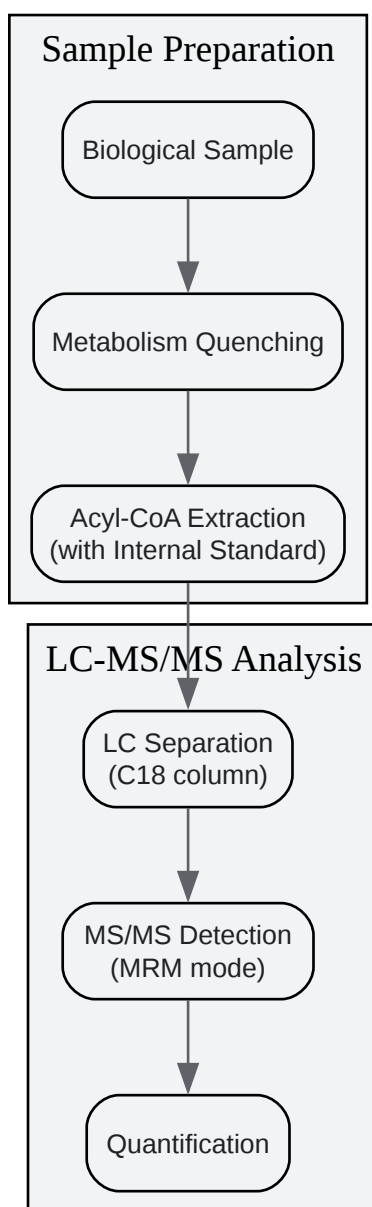 Sample Preparation
Biological Sample
Metabolism Quenching
Acyl-CoA Extraction
(with Internal Standard)
LC-MS/MS Analysis
LC Separation
(C18 column)
MS/MS Detection
(MRM mode)
Quantification